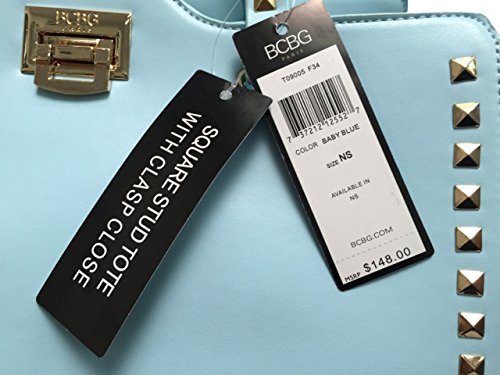 BCBG
PARIS
SQUARE STUD TOTE
WITH CLASP CLOSE
BCBG
PARIS
T09005 F34
7 37212 12552 7
COLOR BABY BLUE
SIZE NS
AVAILABLE IN
NS
BCBG.COM
MSRP $148.00